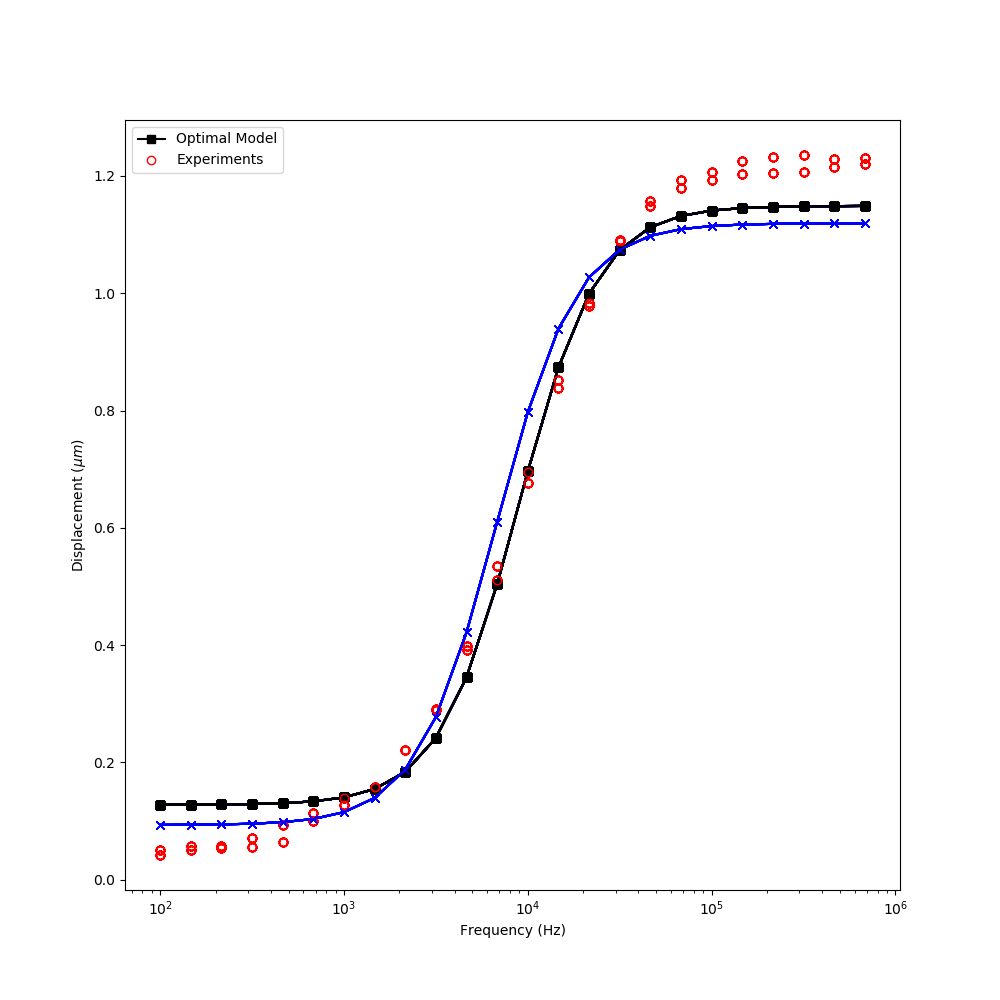 Optimal Model
Experiments
1.2
1.0
0.8
0.6
0.4
0.2
0.0
Displacement (μm)
10² 10³ 10⁴ 10⁵ 10⁶
Frequency (Hz)